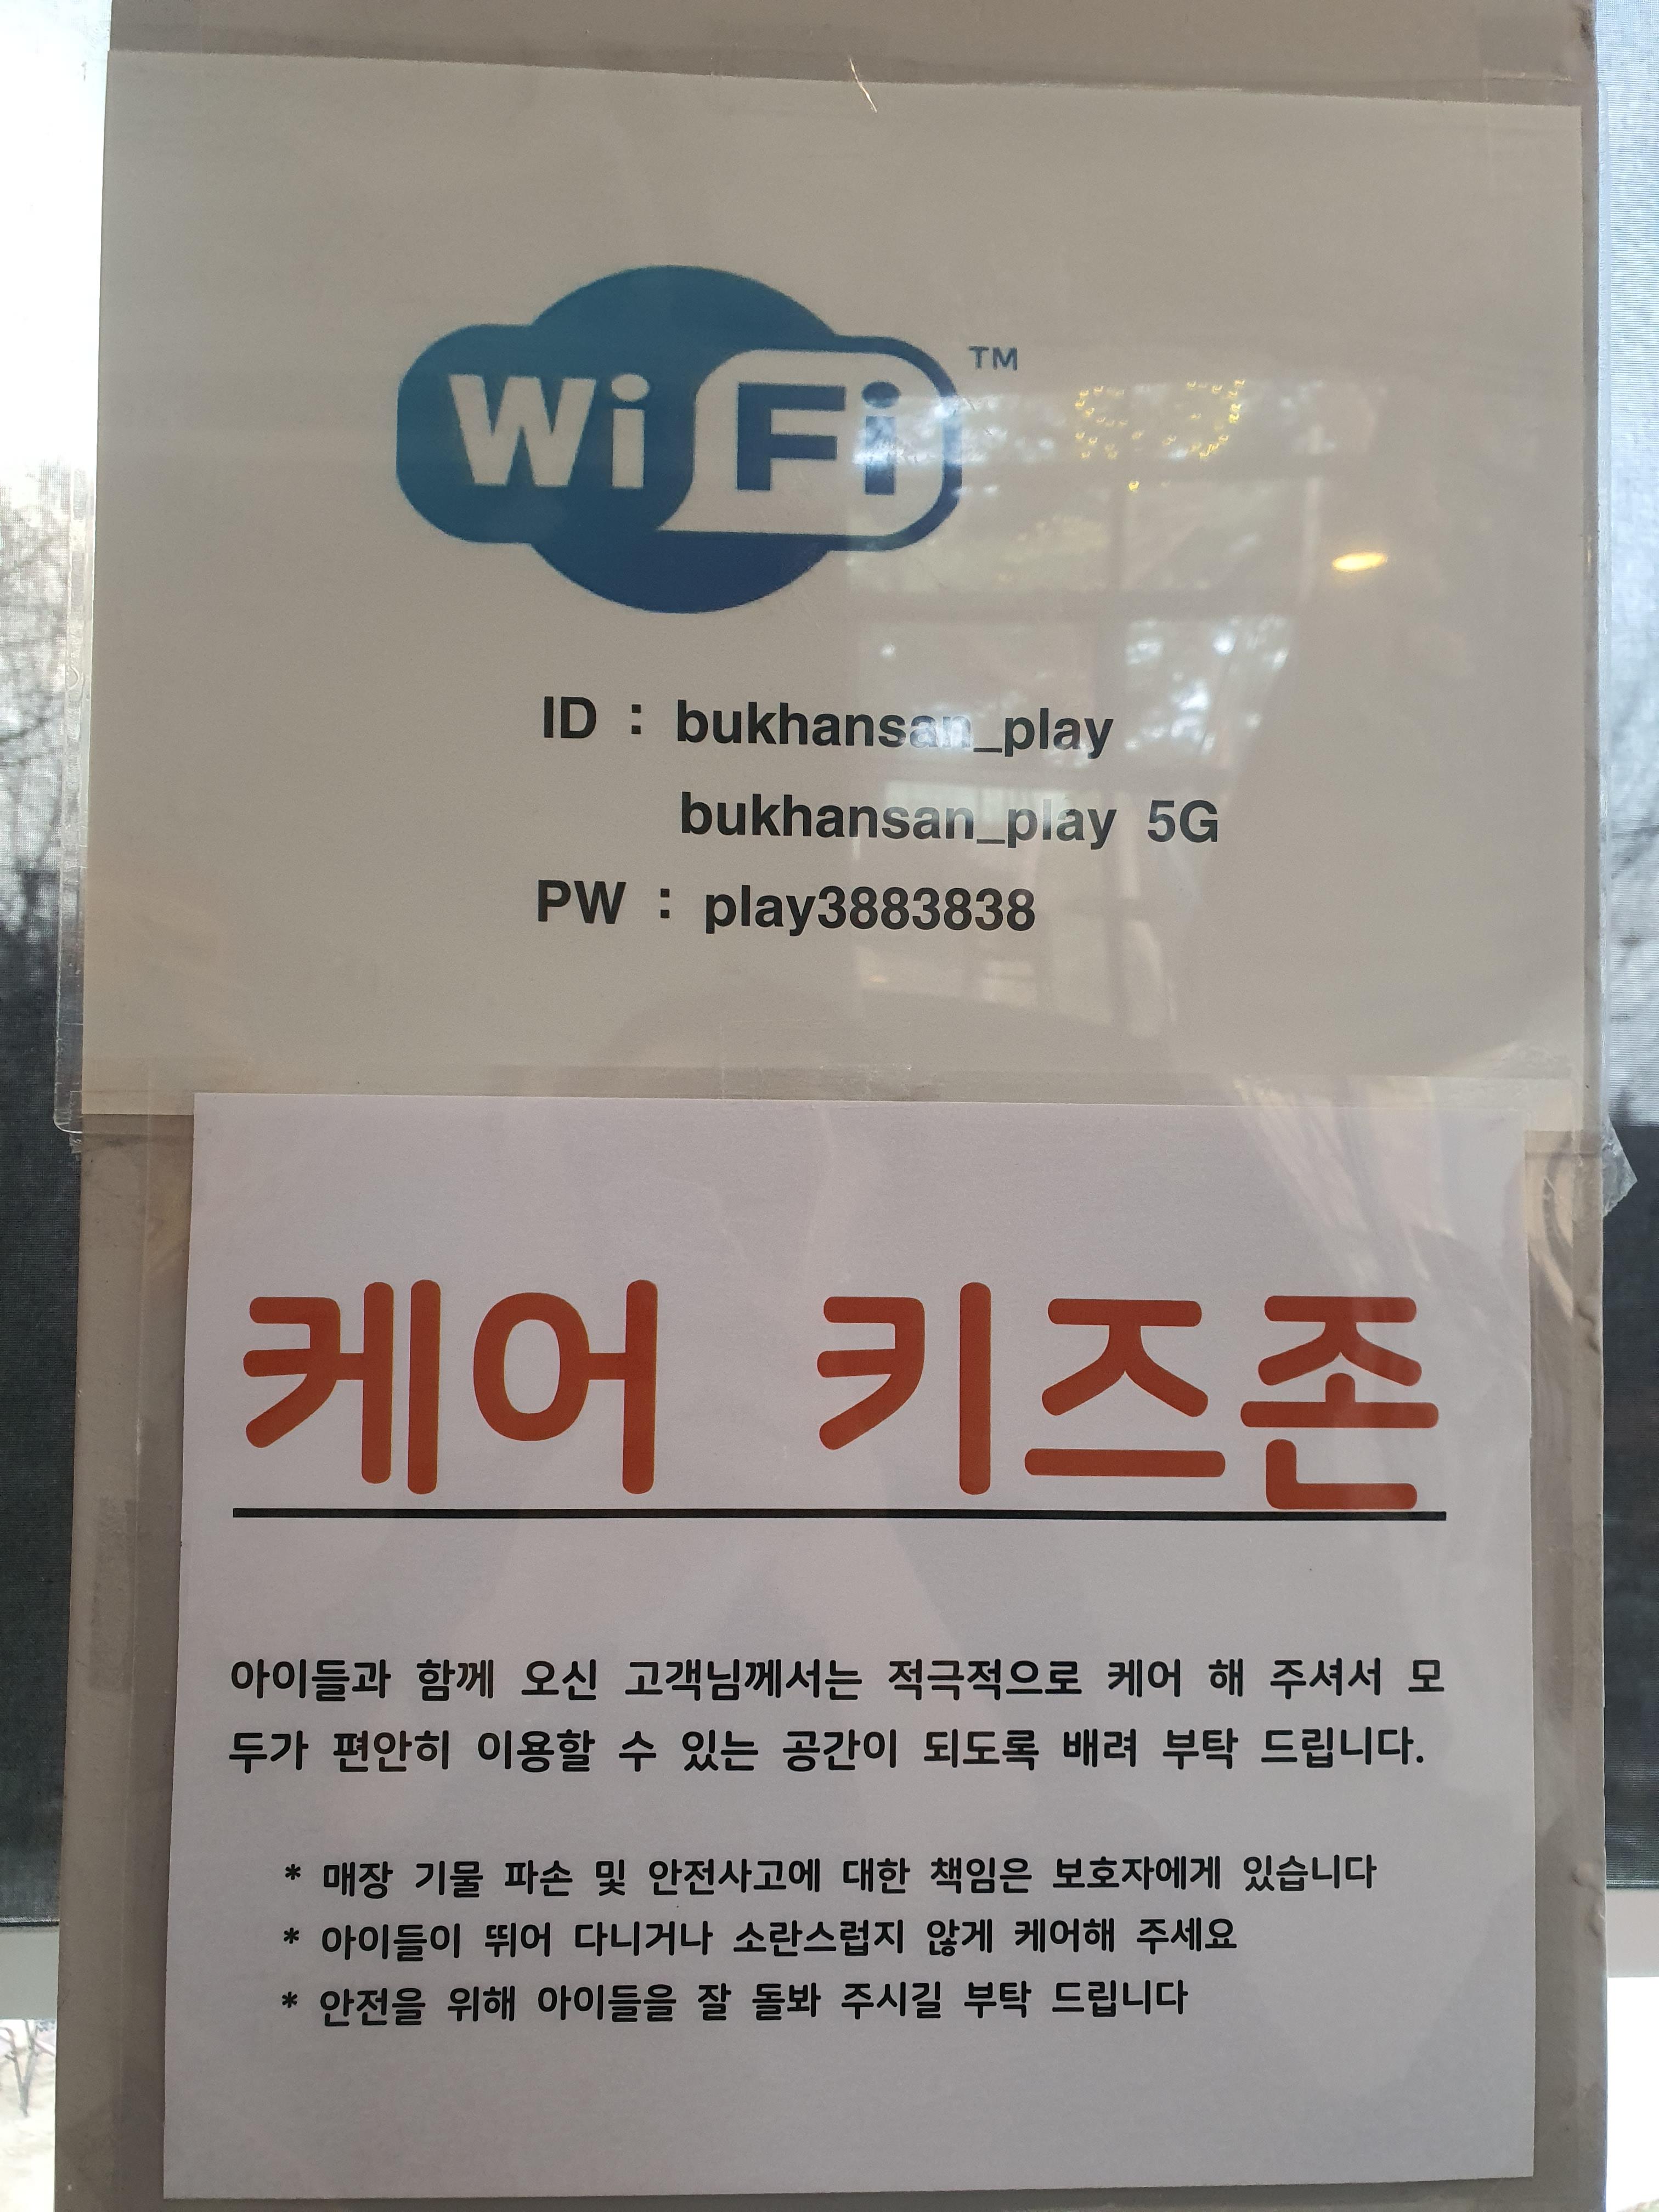 Wi Fi TM
ID : bukhansan_play
bukhansan_play 5G
PW : play3883838
케어 키즈존
아이들과 함께 오신 고객님께서는 적극적으로 케어 해 주셔서 모
두가 편안히 이용할 수 있는 공간이 되도록 배려 부탁 드립니다.
* 매장 기물 파손 및 안전사고에 대한 책임은 보호자에게 있습니다
* 아이들이 뛰어 다니거나 소란스럽지 않게 케어해 주세요
* 안전을 위해 아이들을 잘 돌봐 주시길 부탁 드립니다